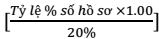 [Tỷ lệ % số hồ sơ ×1.00
20%]